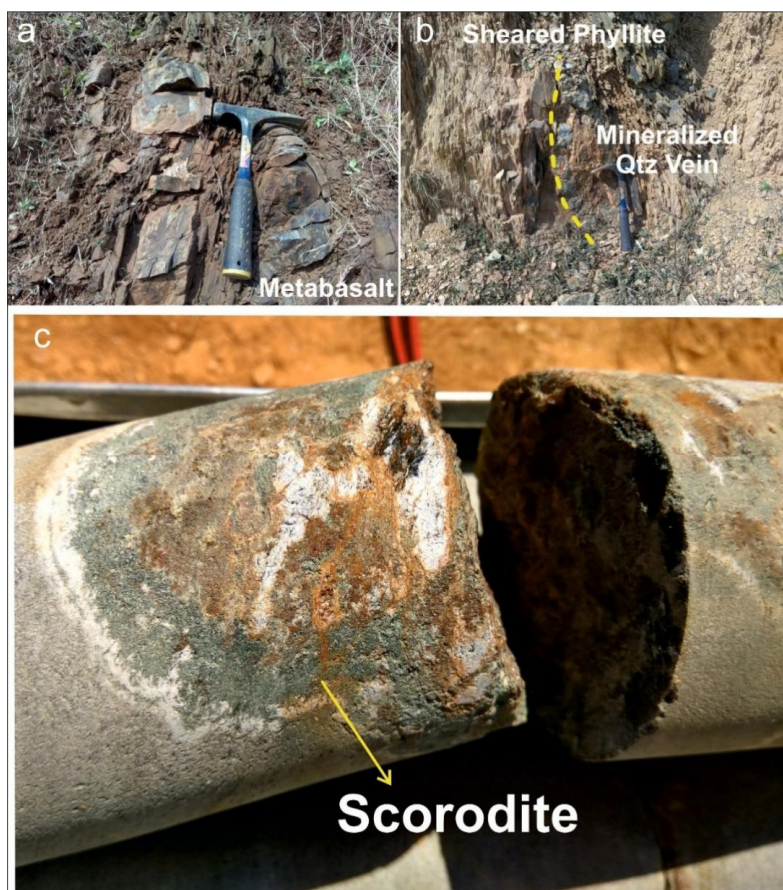 a
b
Sheared Phyllite
Mineralized
Qtz Vein
Metabasalt
c
Scorodite